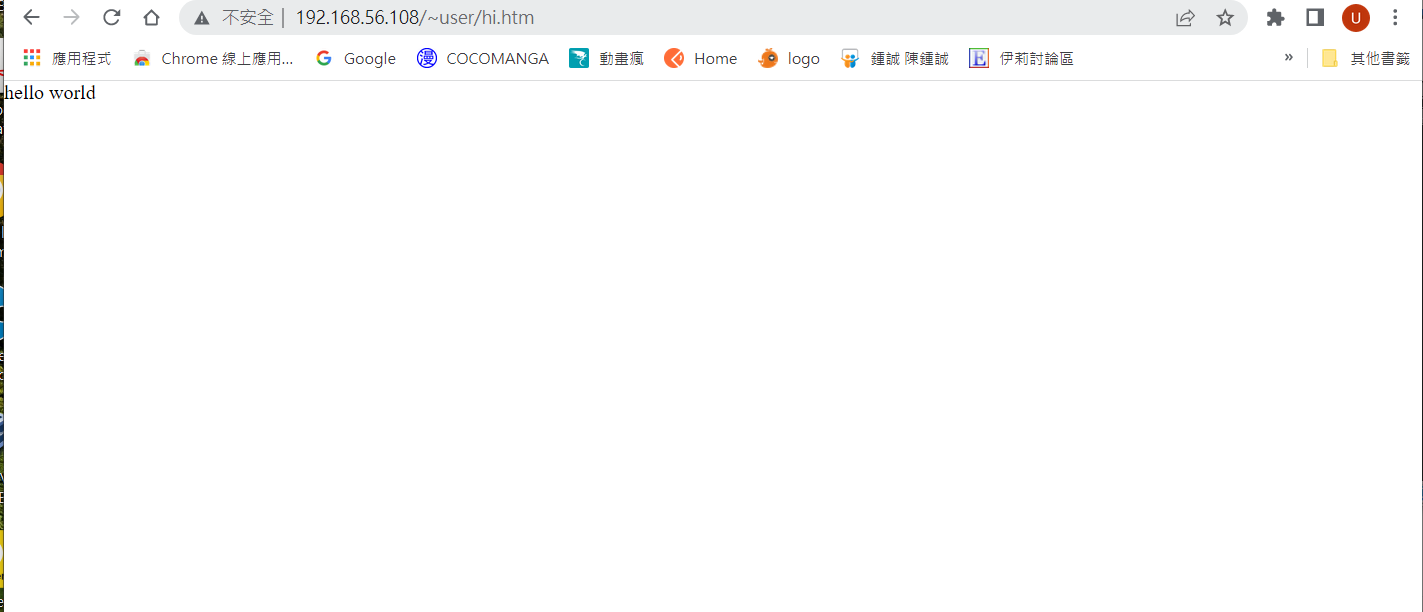 不安全 | 192.168.56.108/~user/hi.htm
U
應用程式 Chrome 線上應用... Google 漫 COCOMANGA 動畫瘋 Home logo 鍾誠 陳鍾誠 E 伊莉討論區 » 其他書籤
hello world